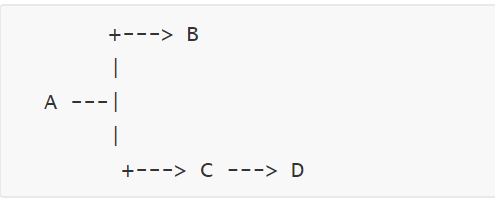 +---> B
|
A ---|
|
+---> C ---> D